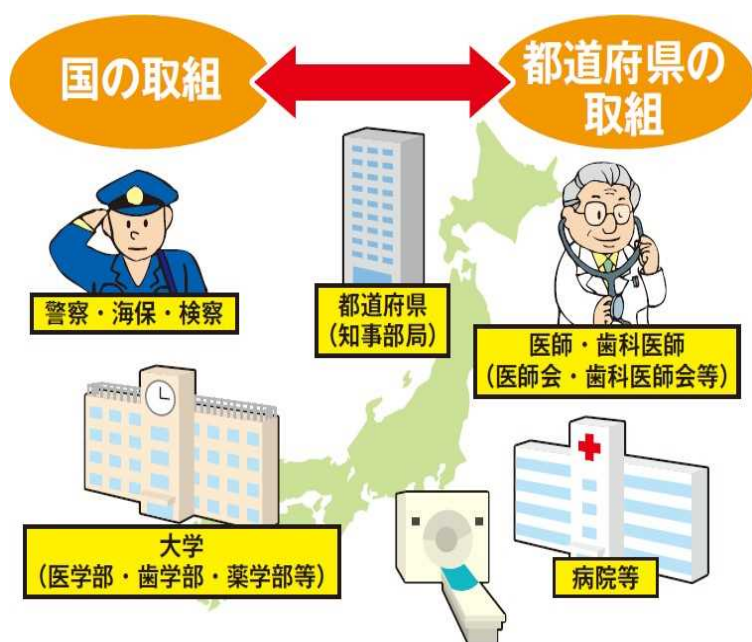 国の取組
都道府県の
取組
警察・海保・検察
都道府県
(知事部局)
医師・歯科医師
(医師会・歯科医師会等)
大学
(医学部・歯学部・薬学部等)
病院等